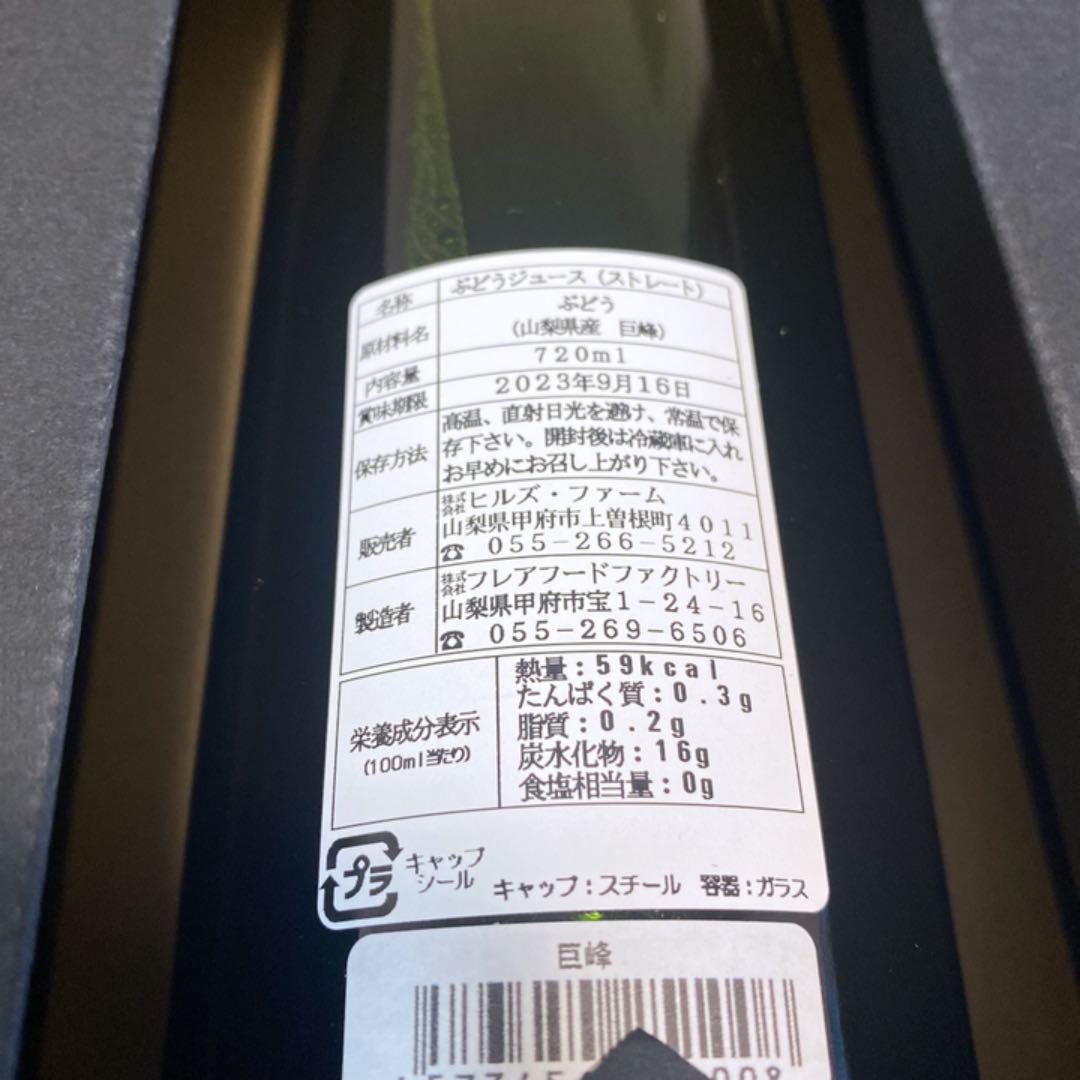 名称 ぶどうジュース（ストレート）
原材料名 ぶどう
（山梨県産 巨峰）
内容量 720ml
賞味期限 2023年9月16日
保存方法 高温、直射日光を避け、常温で保
存下さい。開封後は冷蔵庫に入れ
お早めにお召し上がり下さい。
販売者 株式会社ヒルズ・ファーム
山梨県甲府市上曽根町4011
☎ 055-266-5212
製造者 株式会社フレアフードファクトリー
山梨県甲府市宝1-24-16
☎ 055-269-6506
栄養成分表示
(100ml当たり)
熱量：59kcal
たんぱく質：0.3g
脂質：0.2g
炭水化物：16g
食塩相当量：0g
プラ
キャップ
シール
キャップ：スチール 容器：ガラス
巨峰